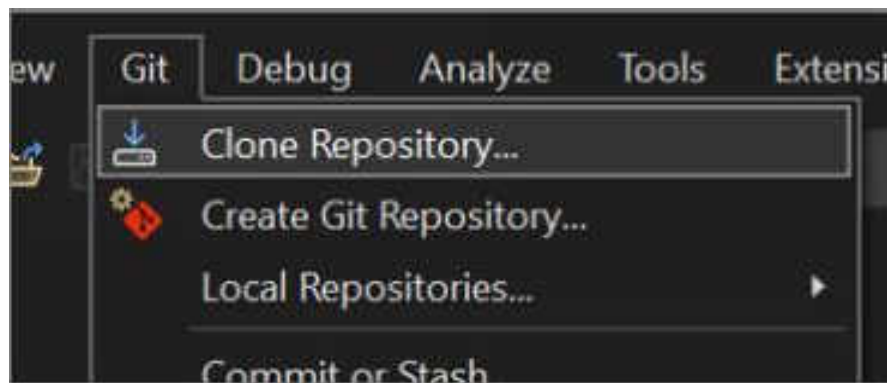 ew Git Debug Analyze Tools Extensi
Clone Repository...
Create Git Repository...
Local Repositories...
Commit or Stash